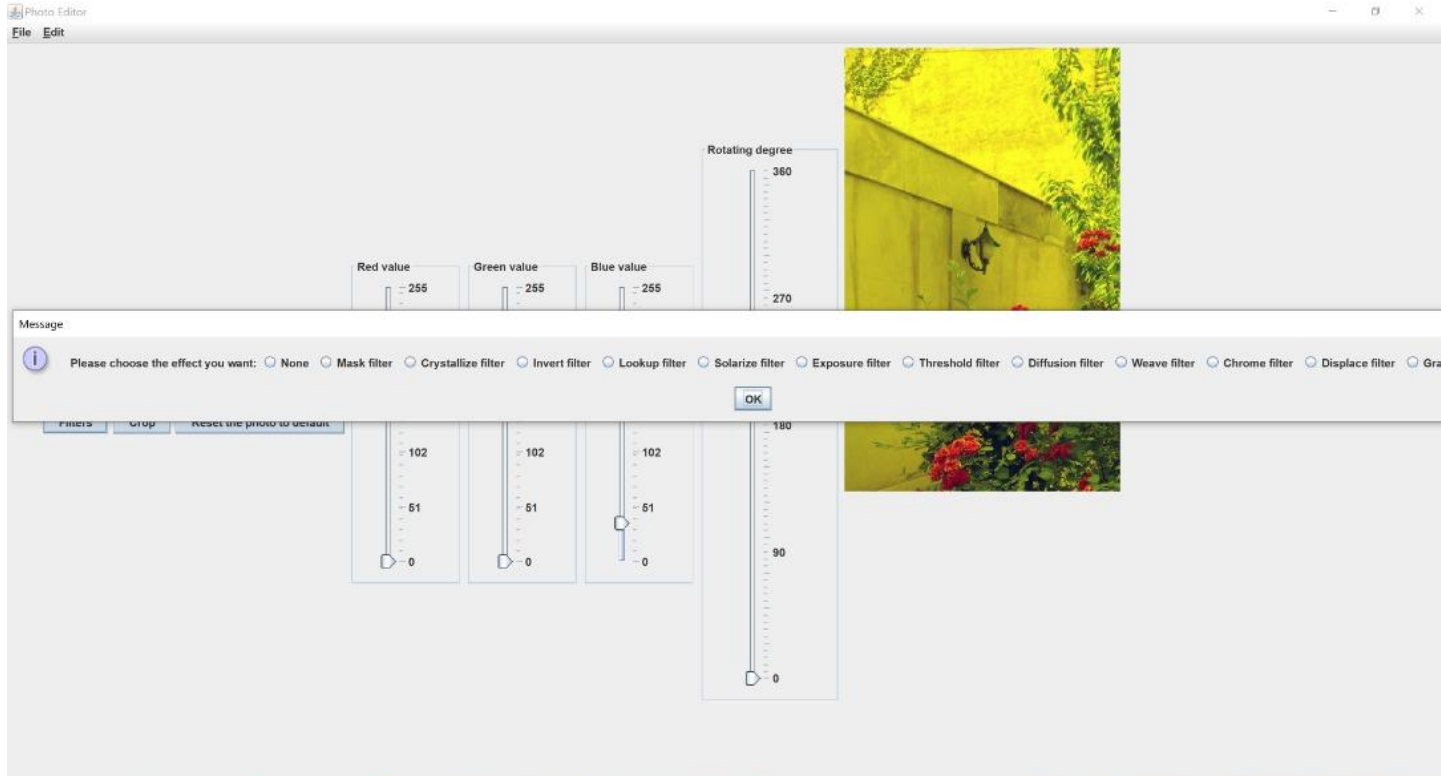 Photo Editor
File Edit
Rotating degree
360
Red value Green value Blue value
255 255 255
270
Message
Please choose the effect you want: None Mask filter Crystallize filter Invert filter Lookup filter Solarize filter Exposure filter Threshold filter Diffusion filter Weave filter Chrome filter Displace filter Gra
OK
Filters Crop Reset the photo to default
180
102 102 102
51 51 51
90
0 0 0
0